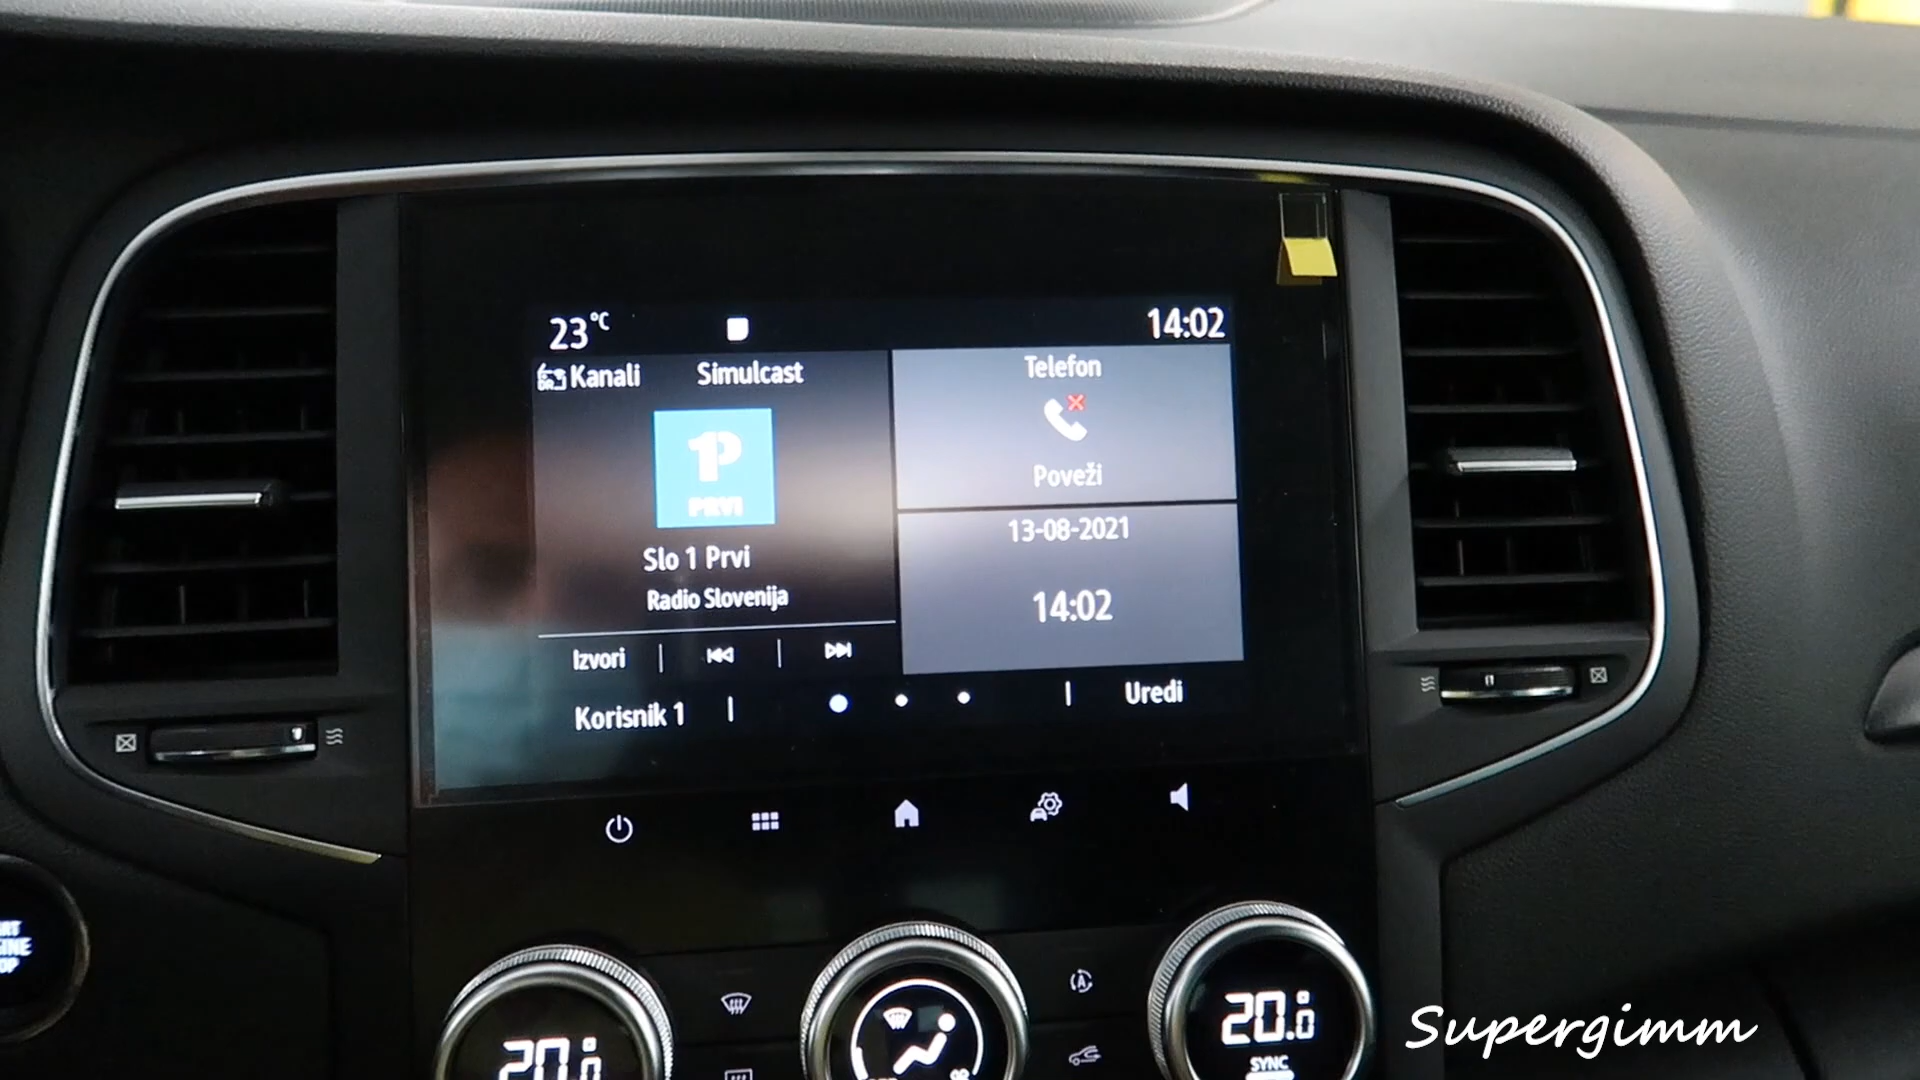 23°C
14:02
Kanali Simulcast
1P
PRVI
Slo 1 Prvi
Radio Slovenija
Izvori
Korisnik 1
Telefon
Poveži
13-08-2021
14:02
Uredi
A
20.0
20.0
SYNC
Supergimm